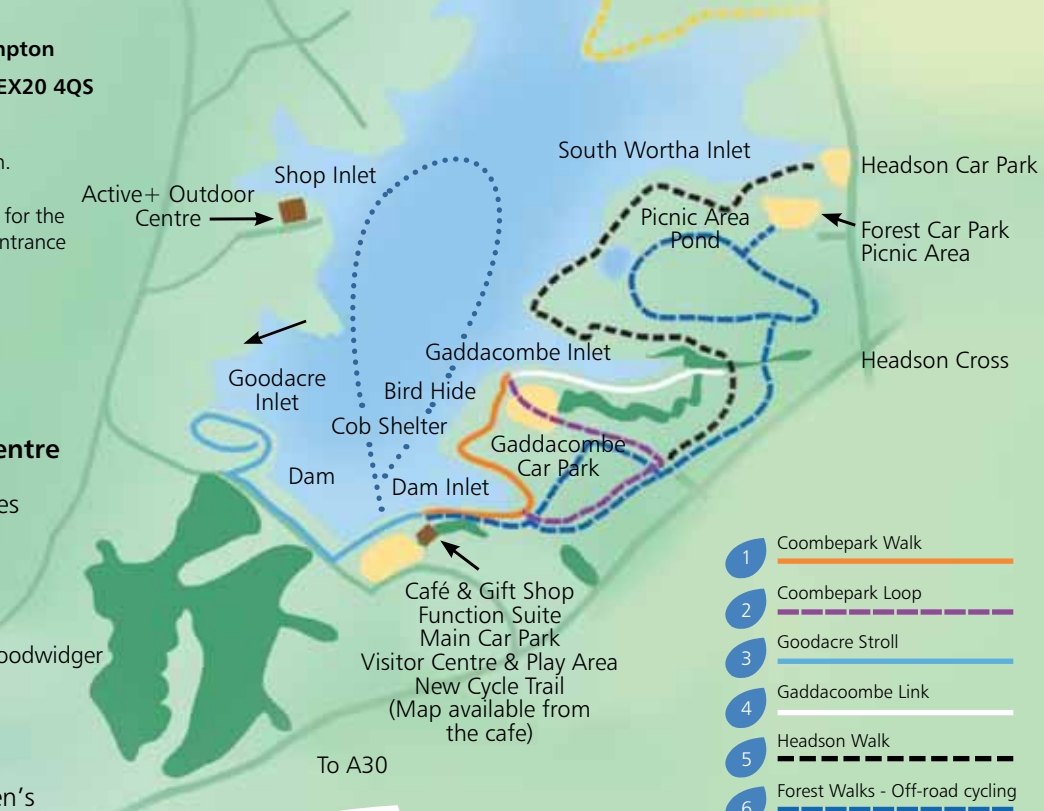 mpton
EX20 4QS
n.
for the
ntrance
entre
es
oodwidger
en's
South Wortha Inlet
Headson Car Park
Shop Inlet
Active+ Outdoor
Centre
Picnic Area
Pond
Forest Car Park
Picnic Area
Gaddacombe Inlet
Headson Cross
Goodacre
Inlet
Bird Hide
Cob Shelter
Gaddacombe
Car Park
Dam
Dam Inlet
Café & Gift Shop
Function Suite
Main Car Park
Visitor Centre & Play Area
New Cycle Trail
(Map available from
the cafe)
To A30
1 Coombepark Walk
2 Coombepark Loop
3 Goodacre Stroll
4 Gaddacoombe Link
5 Headson Walk
6 Forest Walks - Off-road cycling